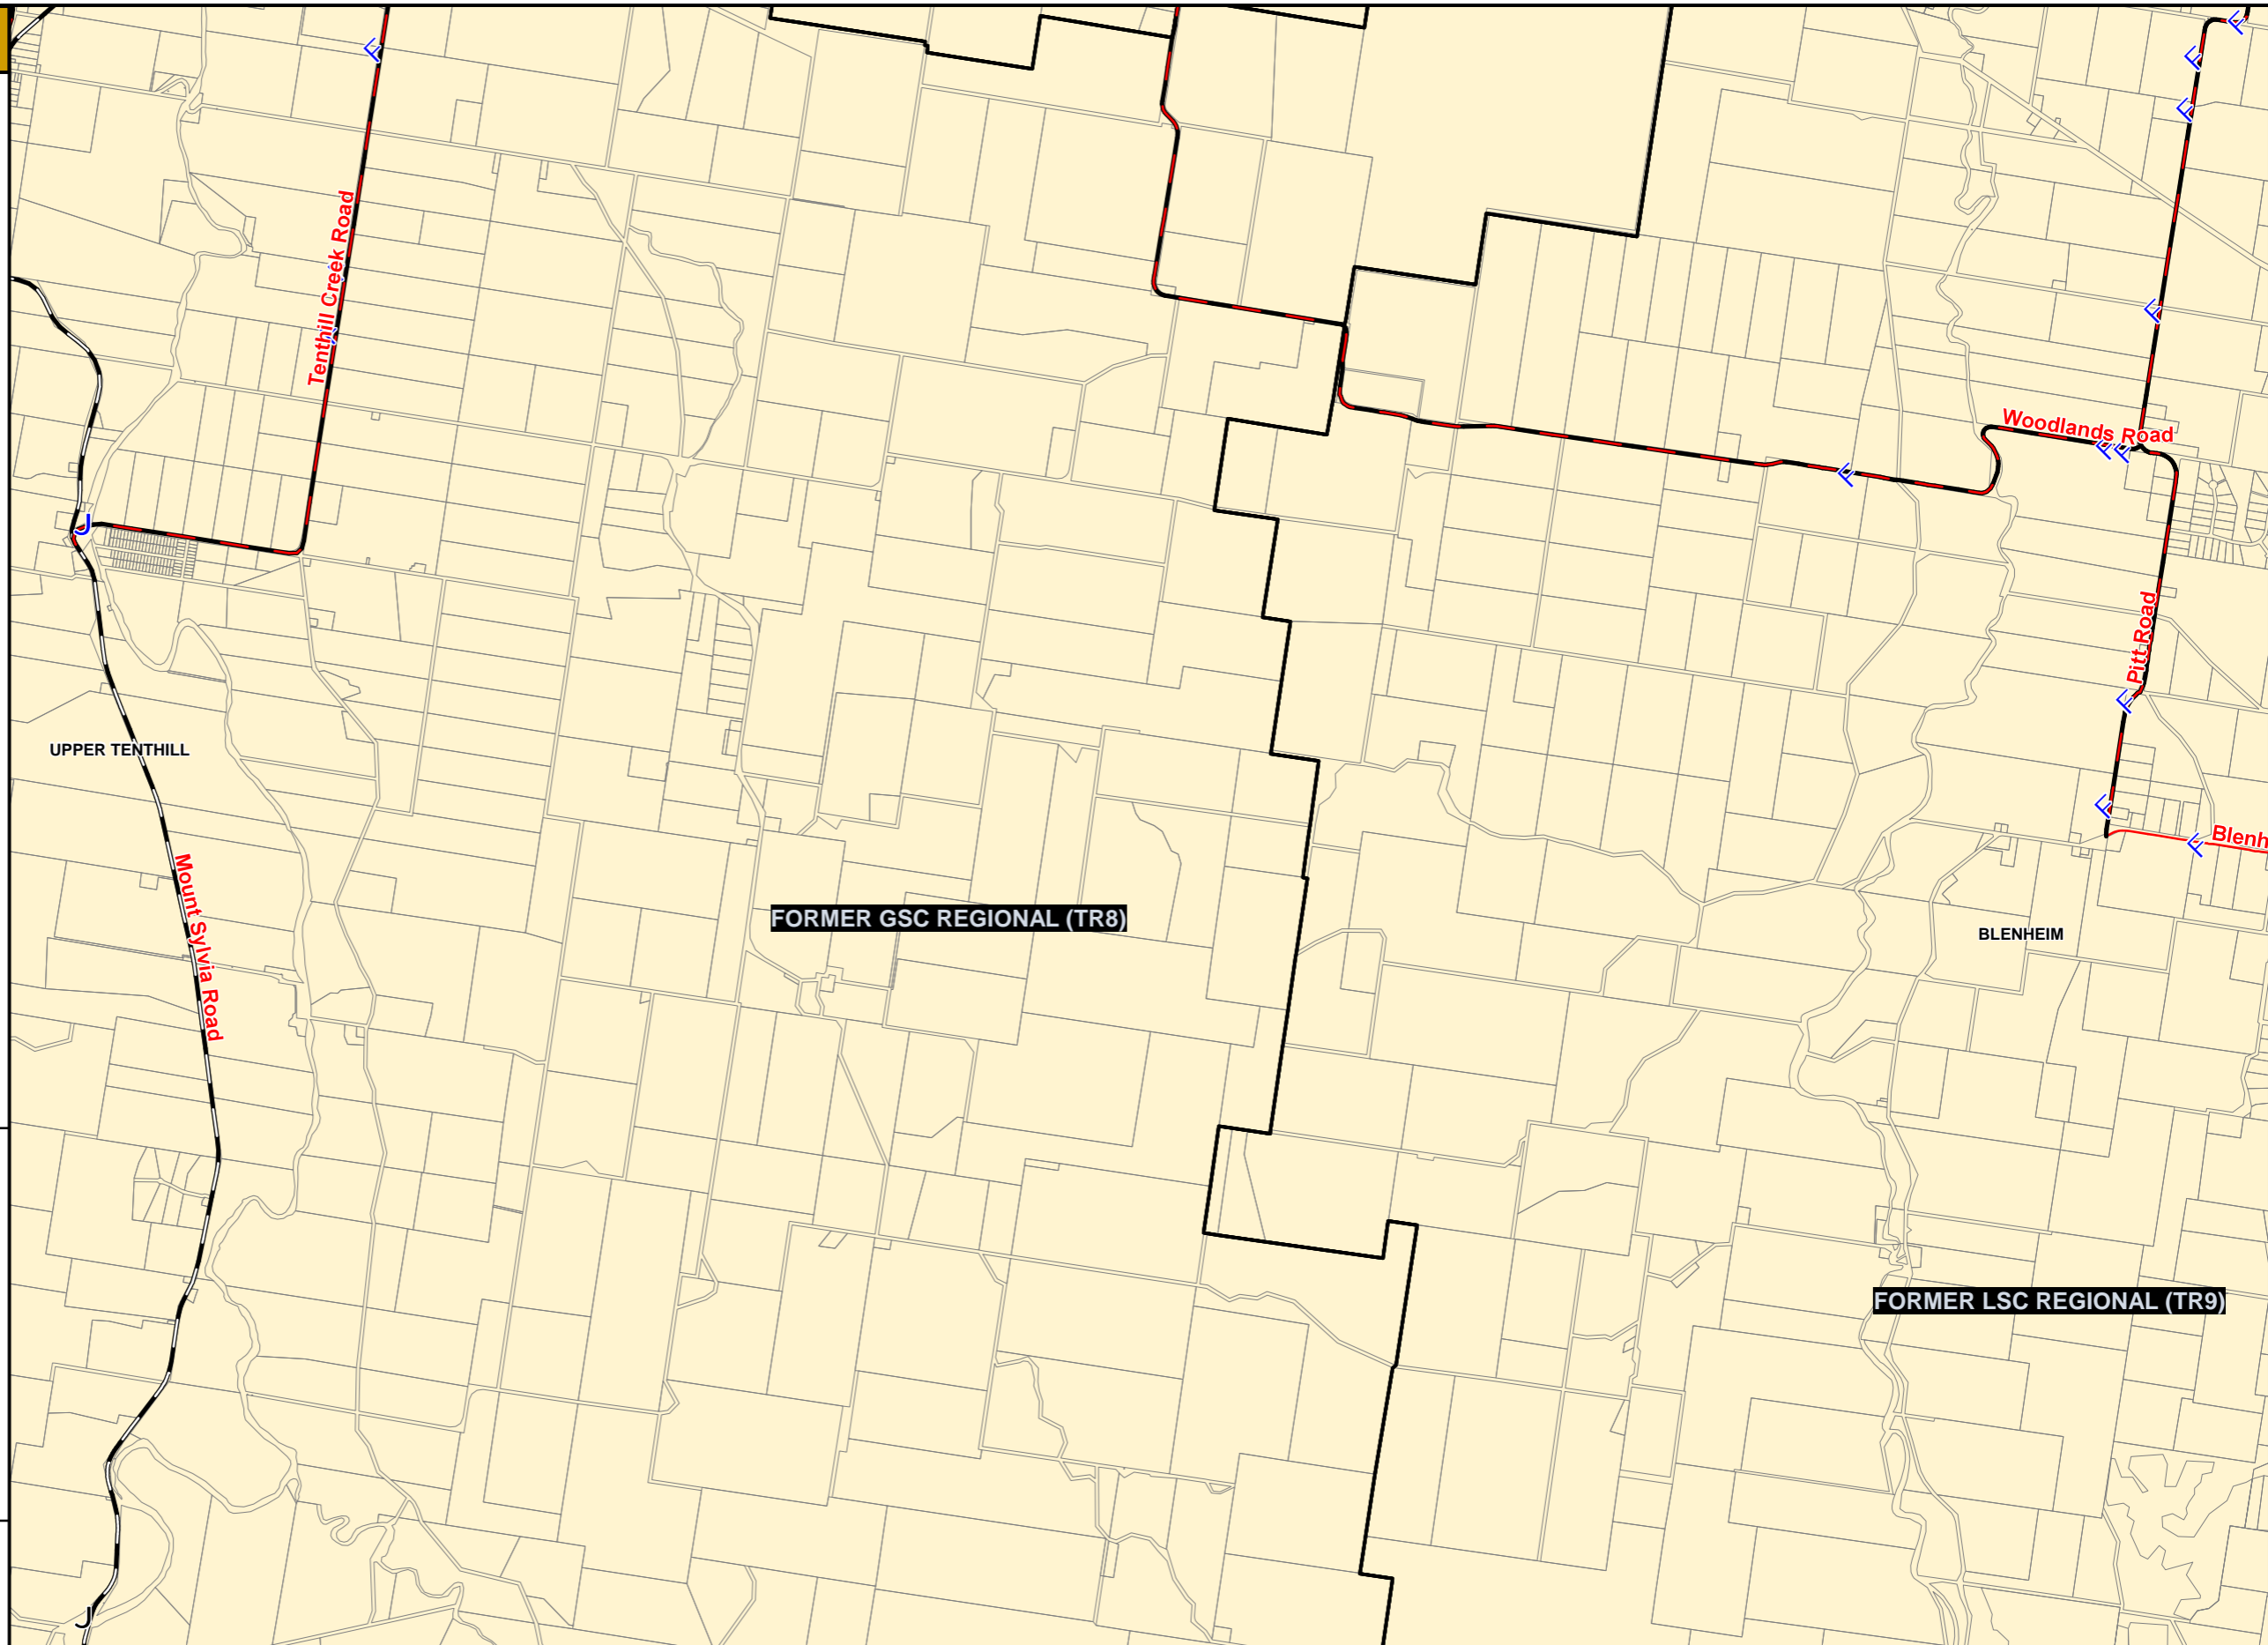 Tenthill Creek Road
Woodlands Road
J
Pitt Road
UPPER TENTHILL
Blenh
Mount Sylvia Road
FORMER GSC REGIONAL (TR8)
BLENHEIM
FORMER LSC REGIONAL (TR9)
J